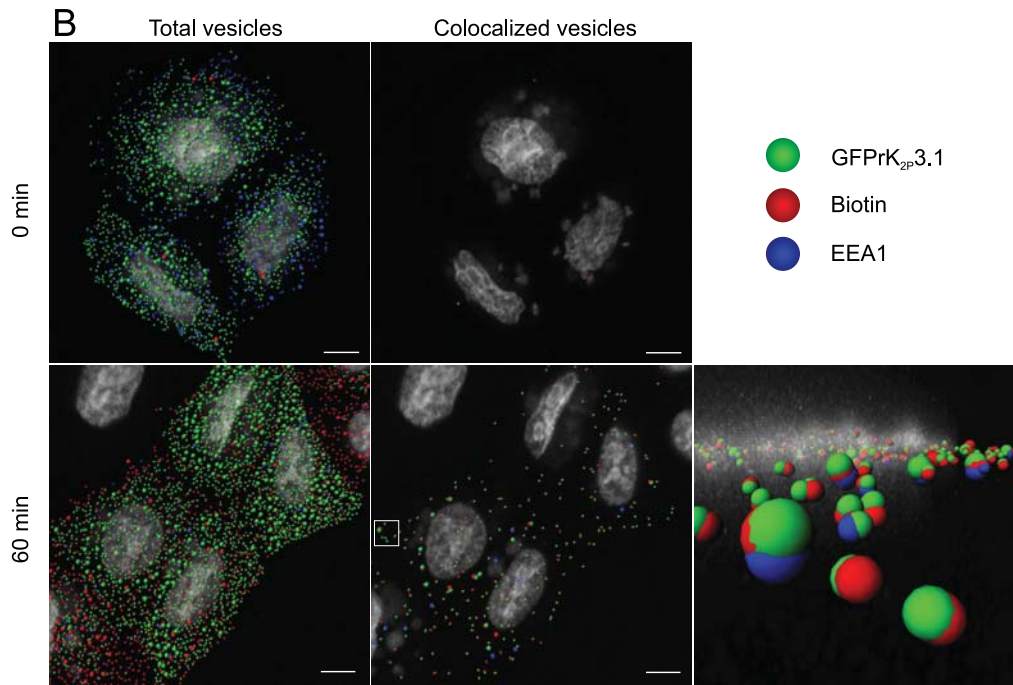 B
Total vesicles
Colocalized vesicles
0 min
GFPrK2P3.1
Biotin
EEA1
60 min